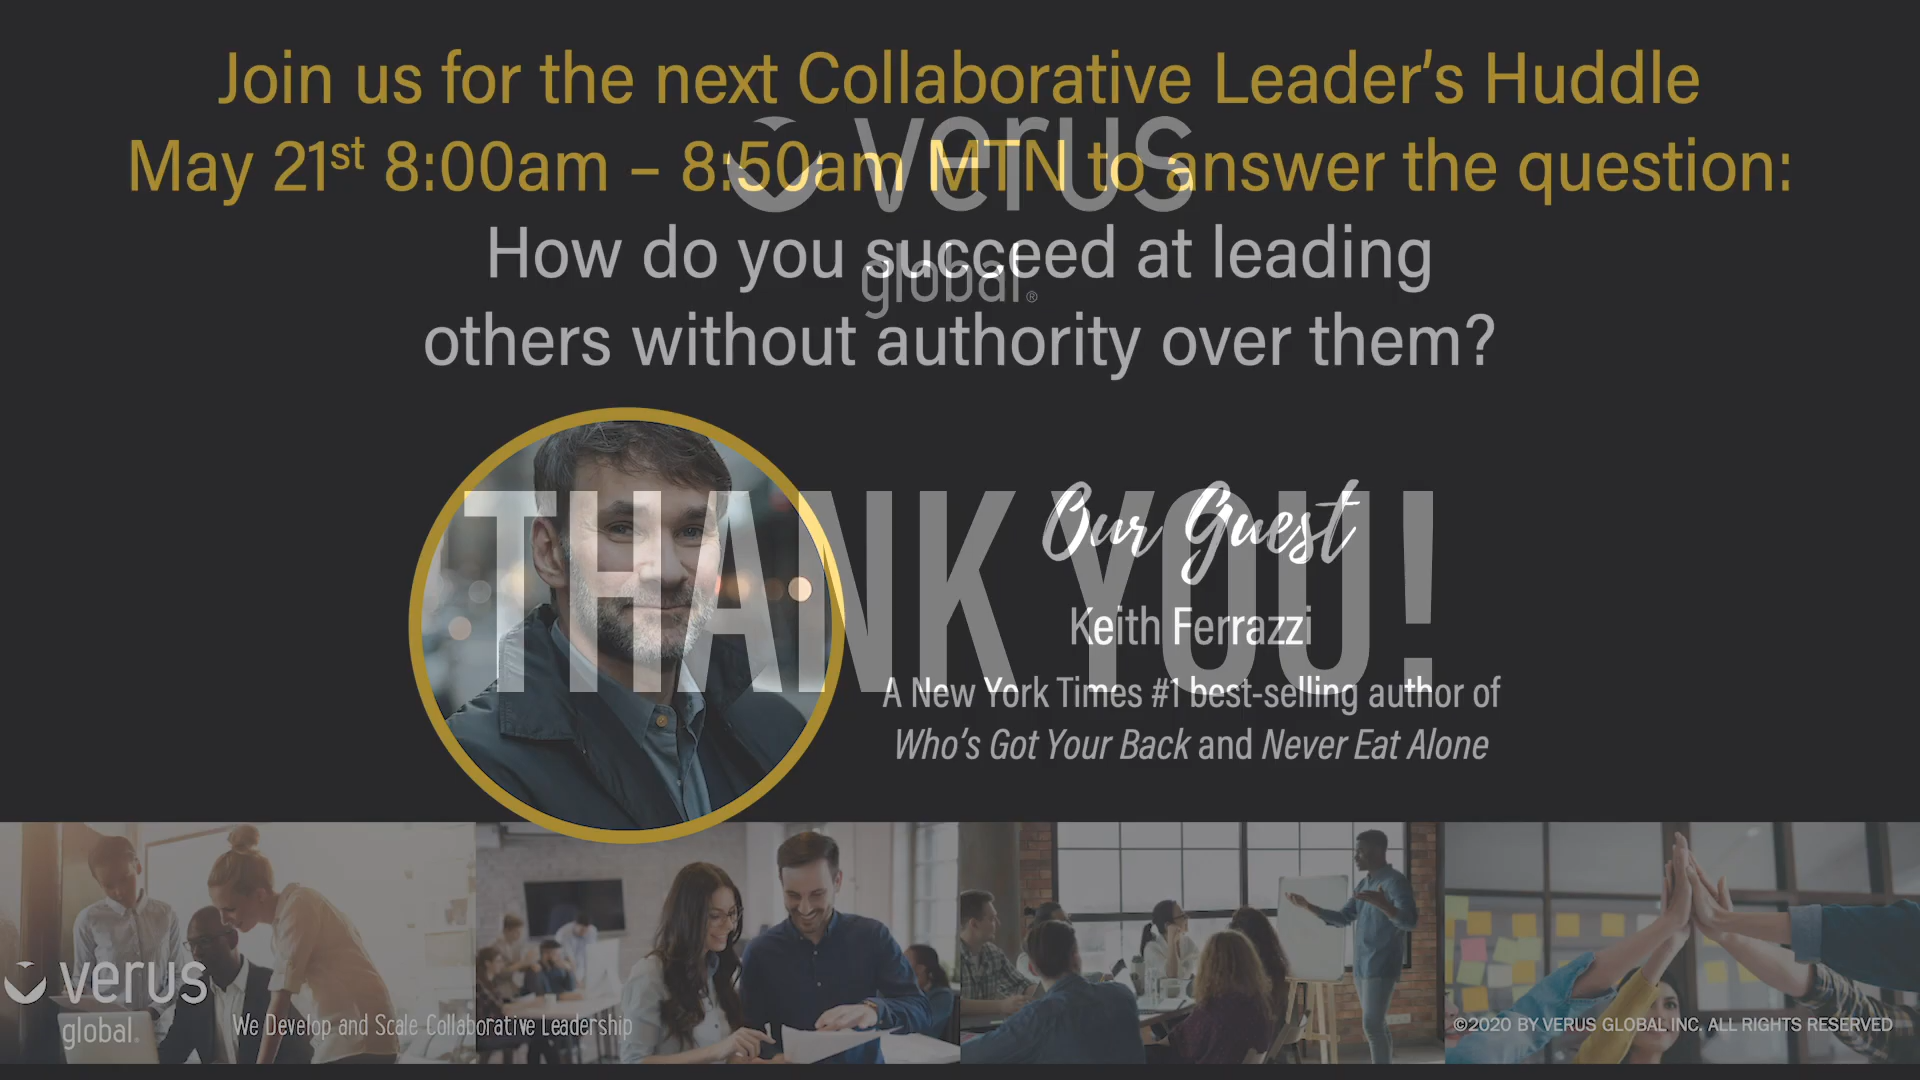 Join us for the next Collaborative Leader’s Huddle
May 21st 8:00am – 8:50am MTN to answer the question:
verus
How do you succeed at leading
global®
others without authority over them?
THANK YOU!
Our Guest
Keith Ferrazzi
A New York Times #1 best-selling author of
Who’s Got Your Back and Never Eat Alone
verus
global®
We Develop and Scale Collaborative Leadership
©2020 BY VERUS GLOBAL INC. ALL RIGHTS RESERVED